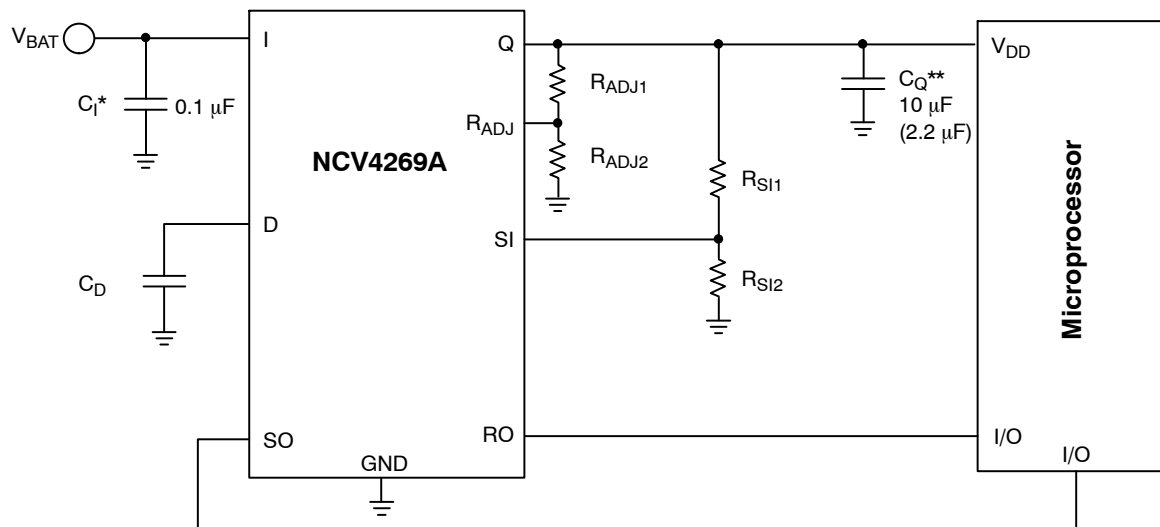 V_BAT
I
Q
V_DD
C_I*
0.1 μF
R_ADJ1
C_Q**
10 μF
(2.2 μF)
R_ADJ
NCV4269A
R_ADJ2
R_SI1
D
SI
C_D
R_SI2
Microprocessor
SO
RO
I/O
GND
I/O